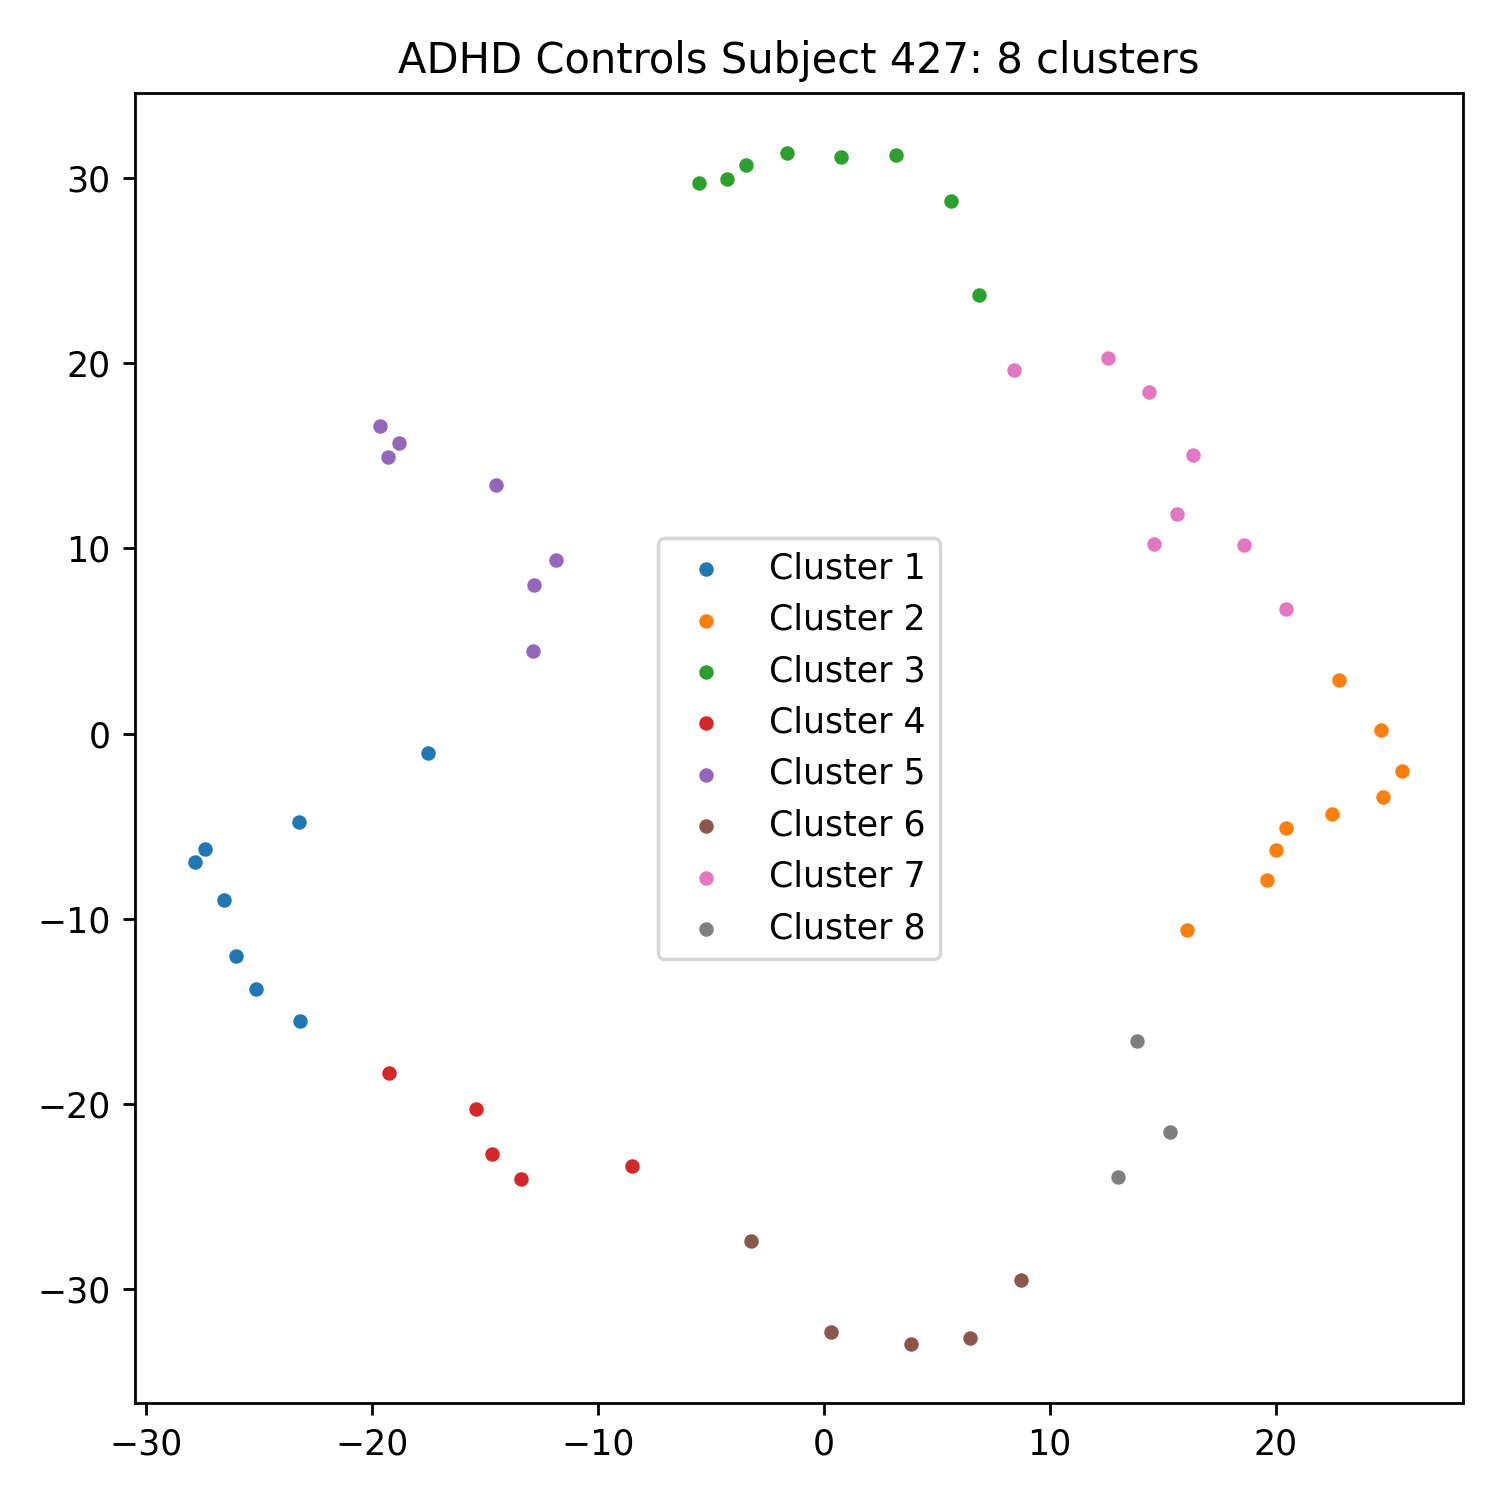 ADHD Controls Subject 427: 8 clusters
30
20
10
0
−10
−20
−30
Cluster 1
Cluster 2
Cluster 3
Cluster 4
Cluster 5
Cluster 6
Cluster 7
Cluster 8
−30 −20 −10 0 10 20